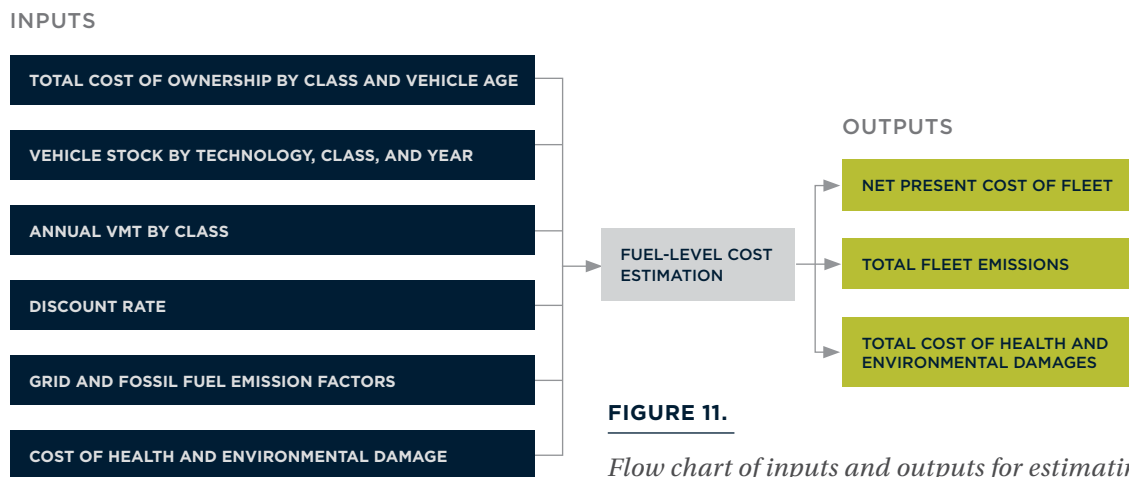 INPUTS
TOTAL COST OF OWNERSHIP BY CLASS AND VEHICLE AGE
VEHICLE STOCK BY TECHNOLOGY, CLASS, AND YEAR
ANNUAL VMT BY CLASS
DISCOUNT RATE
GRID AND FOSSIL FUEL EMISSION FACTORS
COST OF HEALTH AND ENVIRONMENTAL DAMAGE
FUEL-LEVEL COST
ESTIMATION
OUTPUTS
NET PRESENT COST OF FLEET
TOTAL FLEET EMISSIONS
TOTAL COST OF HEALTH AND
ENVIRONMENTAL DAMAGES
FIGURE 11.
Flow chart of inputs and outputs for estimatin